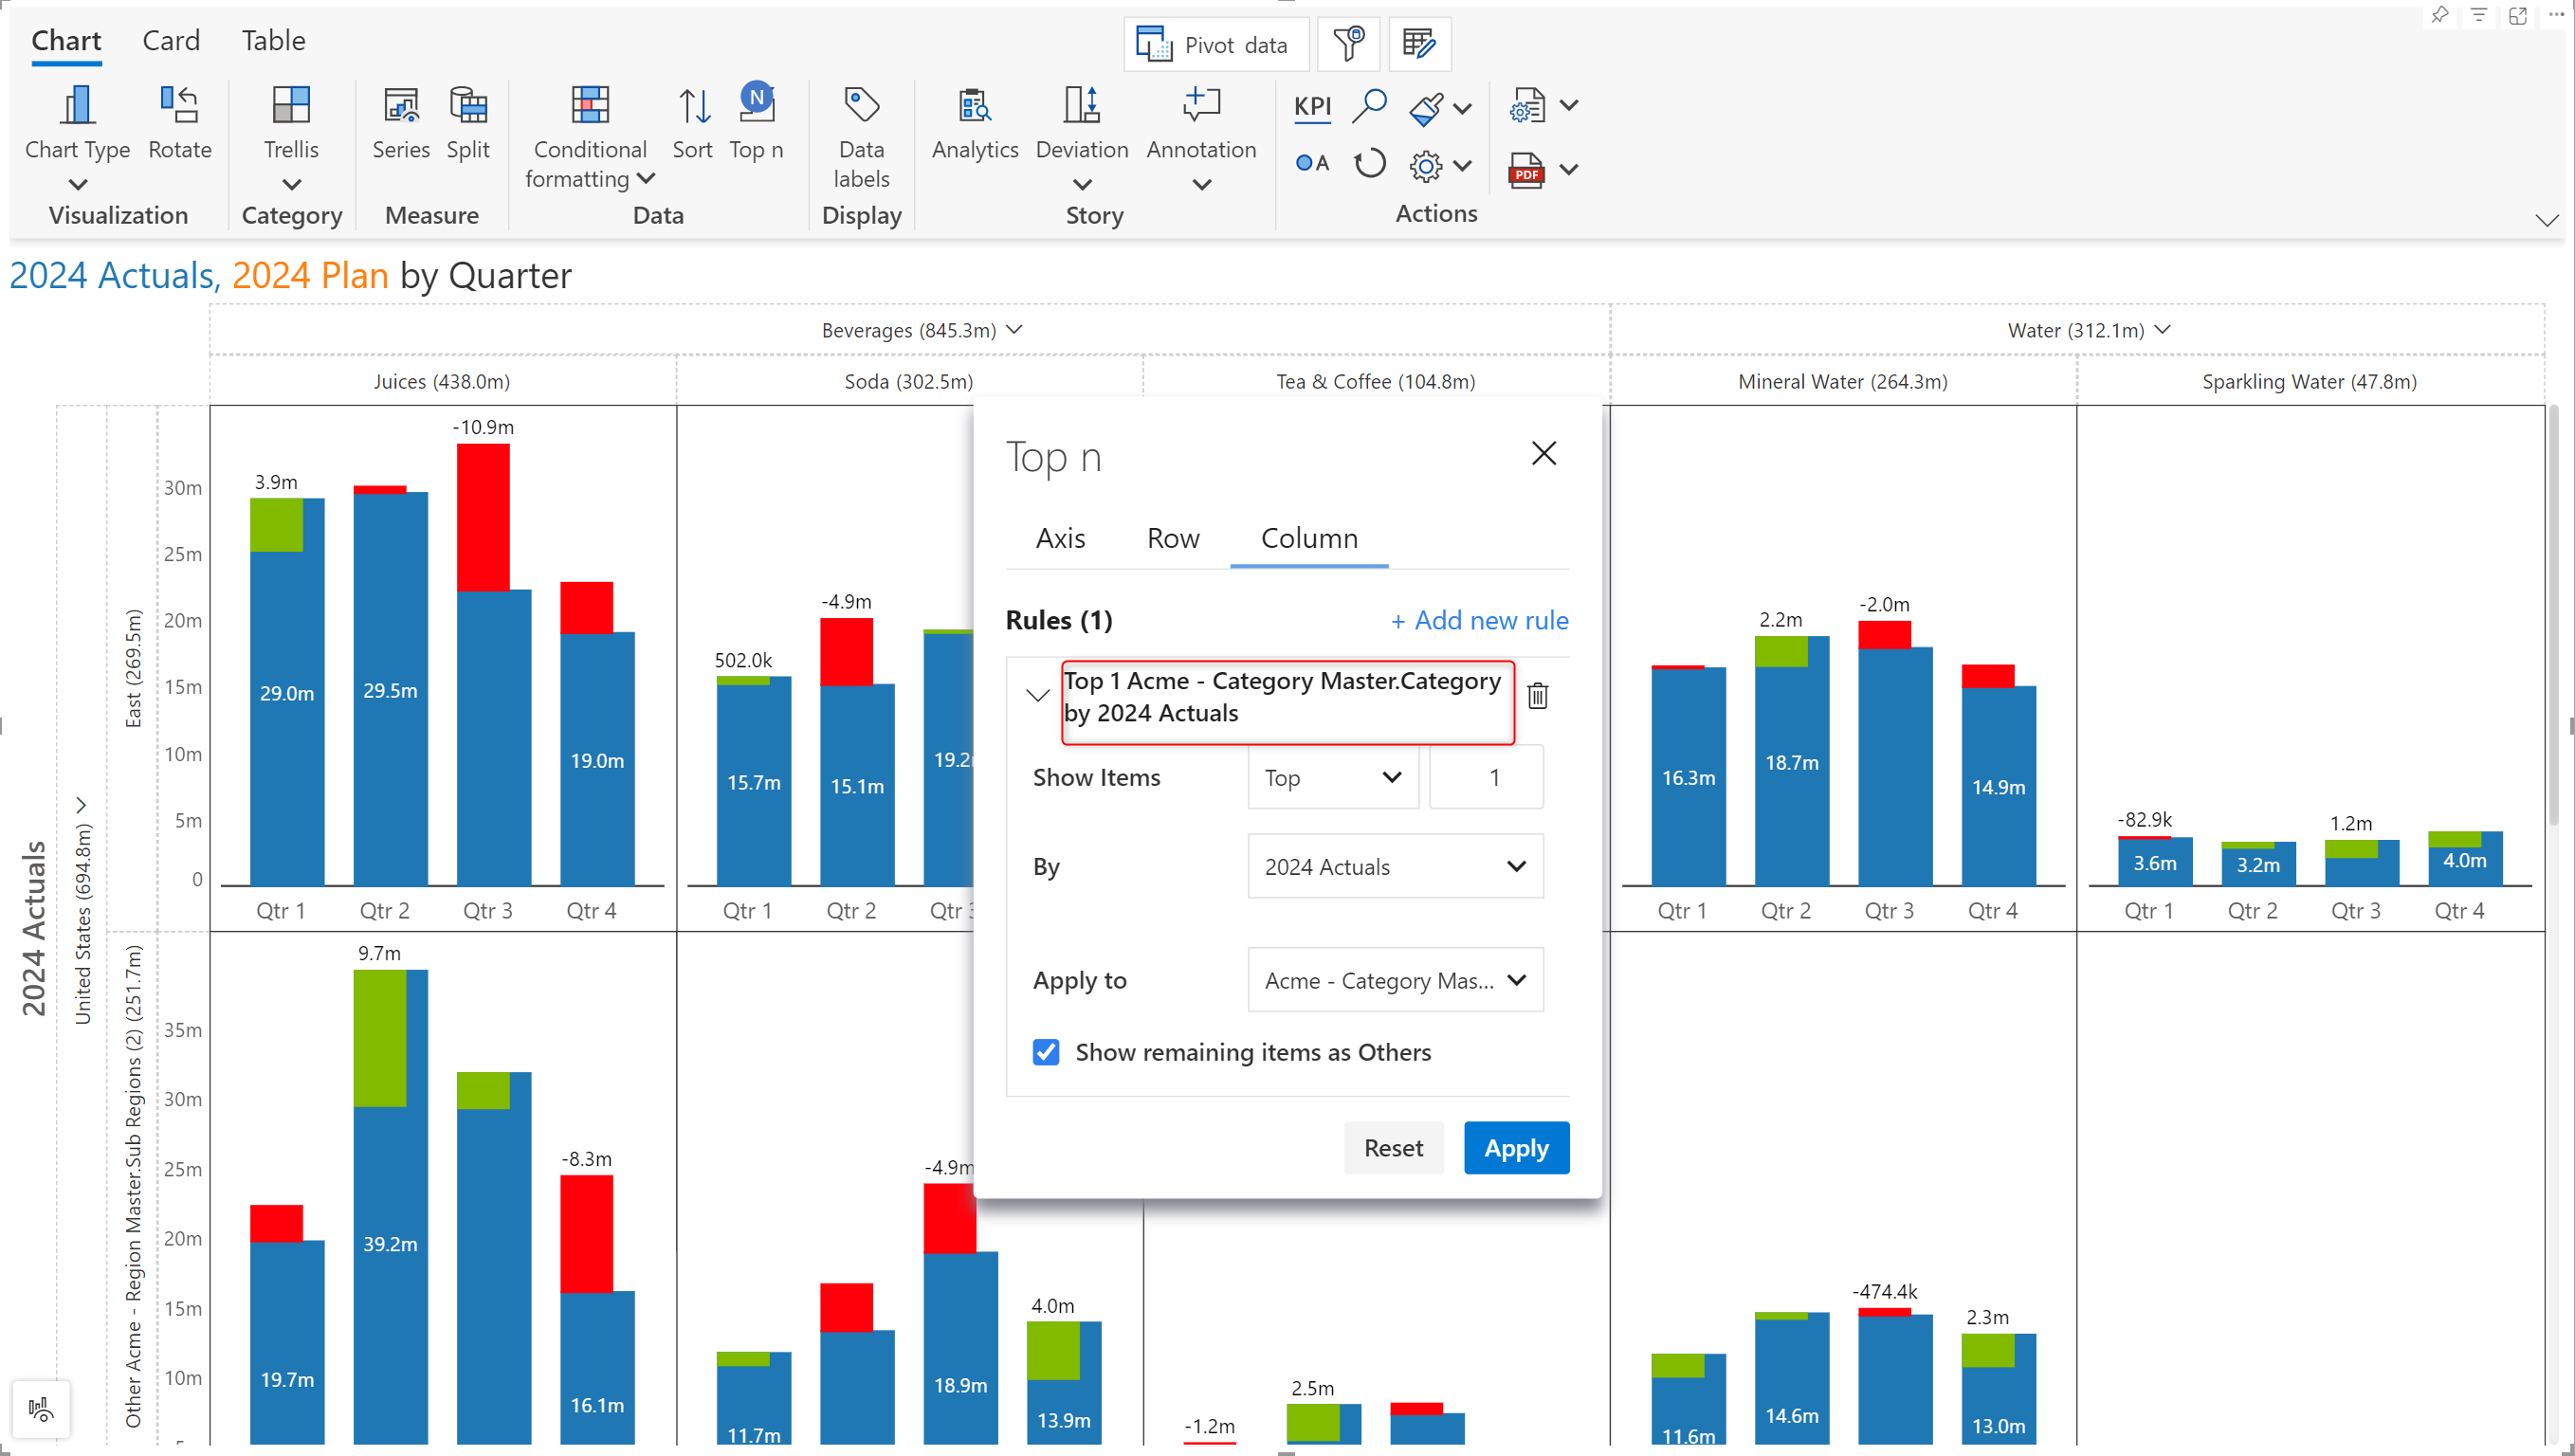 Chart Card Table
Pivot data
Chart Type Rotate Trellis Series Split Conditional formatting Sort Top n Data labels Analytics Deviation Annotation KPI
A
PDF
Visualization Category Measure Data Display Story Actions
2024 Actuals, 2024 Plan by Quarter
Beverages (845.3m) Water (312.1m)
Juices (438.0m) Soda (302.5m) Tea & Coffee (104.8m) Mineral Water (264.3m) Sparkling Water (47.8m)
2024 Actuals
United States (694.8m)
East (269.5m)
30m
25m
20m
15m
10m
5m
0
3.9m
-10.9m
29.0m
29.5m
19.0m
Qtr 1 Qtr 2 Qtr 3 Qtr 4
502.0k
-4.9m
15.7m
15.1m
Qtr 1 Qtr 2
Top n
Axis Row Column
Rules (1) + Add new rule
Top 1 Acme - Category Master.Category
by 2024 Actuals
Show Items Top 1
By 2024 Actuals
Apply to Acme - Category Mas...
Show remaining items as Others
Reset Apply
2.2m
-2.0m
16.3m
18.7m
14.9m
Qtr 1 Qtr 2 Qtr 3 Qtr 4
-82.9k
1.2m
3.6m
3.2m
4.0m
Qtr 1 Qtr 2 Qtr 3 Qtr 4
Other Acme - Region Master.Sub Regions (2) (251.7m)
35m
30m
25m
20m
15m
10m
9.7m
-8.3m
19.7m
39.2m
16.1m
-4.9m
4.0m
11.7m
18.9m
13.9m
-1.2m
2.5m
-474.4k
2.3m
11.6m
14.6m
13.0m